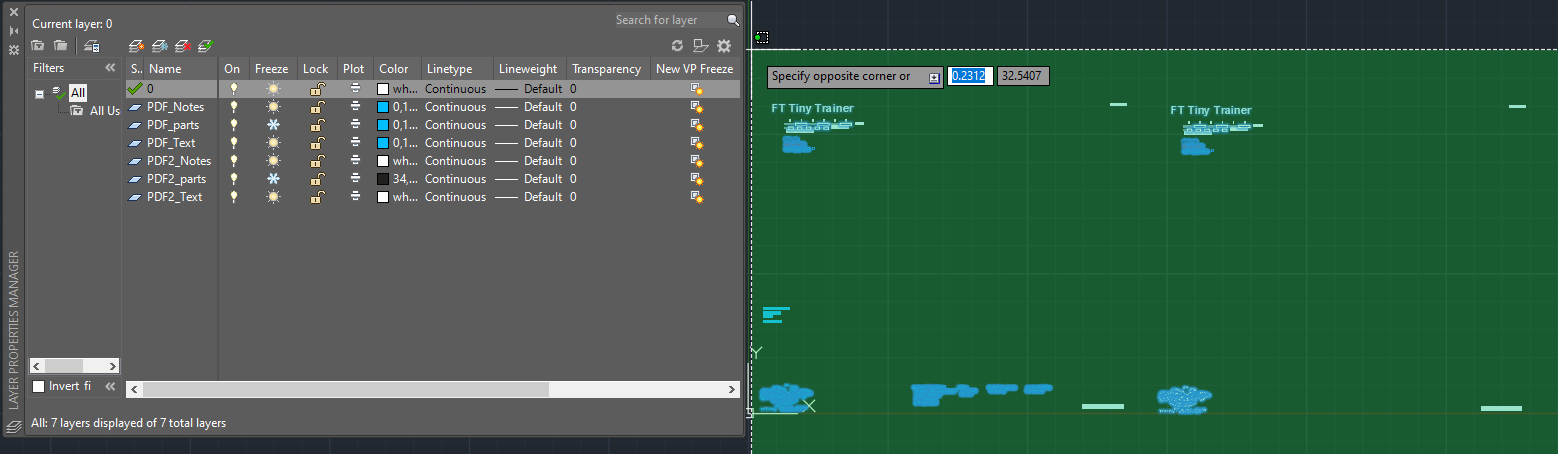 Current layer: 0
Search for layer
Filters
S.. Name On Freeze Lock Plot Color Linetype Lineweight Transparency New VP Freeze
All
All Us
0 wh... Continuous Default 0
PDF_Notes 0,1... Continuous Default 0
PDF_parts 0,1... Continuous Default 0
PDF_Text 0,1... Continuous Default 0
PDF2_Notes wh... Continuous Default 0
PDF2_parts 34,... Continuous Default 0
PDF2_Text wh... Continuous Default 0
Invert fi
All: 7 layers displayed of 7 total layers
LAYER PROPERTIES MANAGER
Specify opposite corner or 0.2312 32.5407
FT Tiny Trainer
FT Tiny Trainer
Y
X